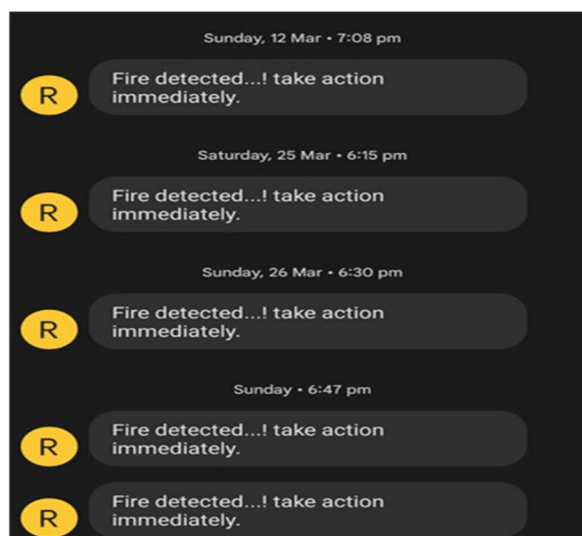 Sunday, 12 Mar • 7:08 pm
R
Fire detected...! take action
immediately.
Saturday, 25 Mar • 6:15 pm
R
Fire detected...! take action
immediately.
Sunday, 26 Mar • 6:30 pm
R
Fire detected...! take action
immediately.
Sunday • 6:47 pm
R
Fire detected...! take action
immediately.
R
Fire detected...! take action
immediately.